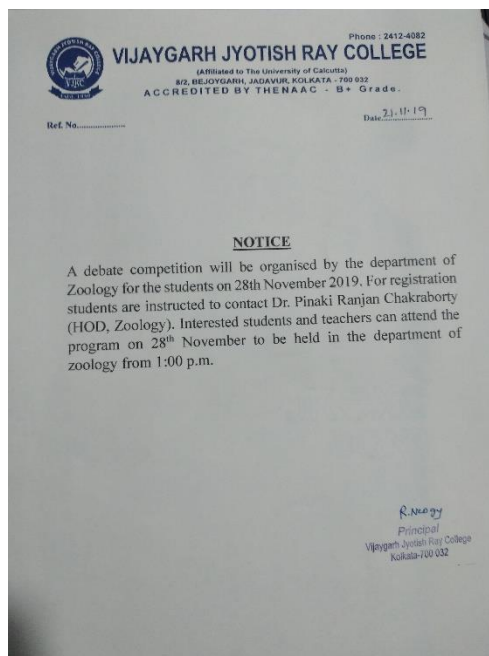 Phone : 2412-4082
VIJAYGARH JYOTISH RAY COLLEGE
(Affiliated to The University of Calcutta)
8/2, BEJOYGARH, JADAVUR, KOLKATA - 700 032
ACCREDITED BY THENAAC - B+ Grade.
Ref. No....................
Date 21.11.19
NOTICE
A debate competition will be organised by the department of
Zoology for the students on 28th November 2019. For registration
students are instructed to contact Dr. Pinaki Ranjan Chakraborty
(HOD, Zoology). Interested students and teachers can attend the
program on 28th November to be held in the department of
zoology from 1:00 p.m.
R.Neogy
Principal
Vijaygarh Jyotish Ray College
Kolkata-700 032